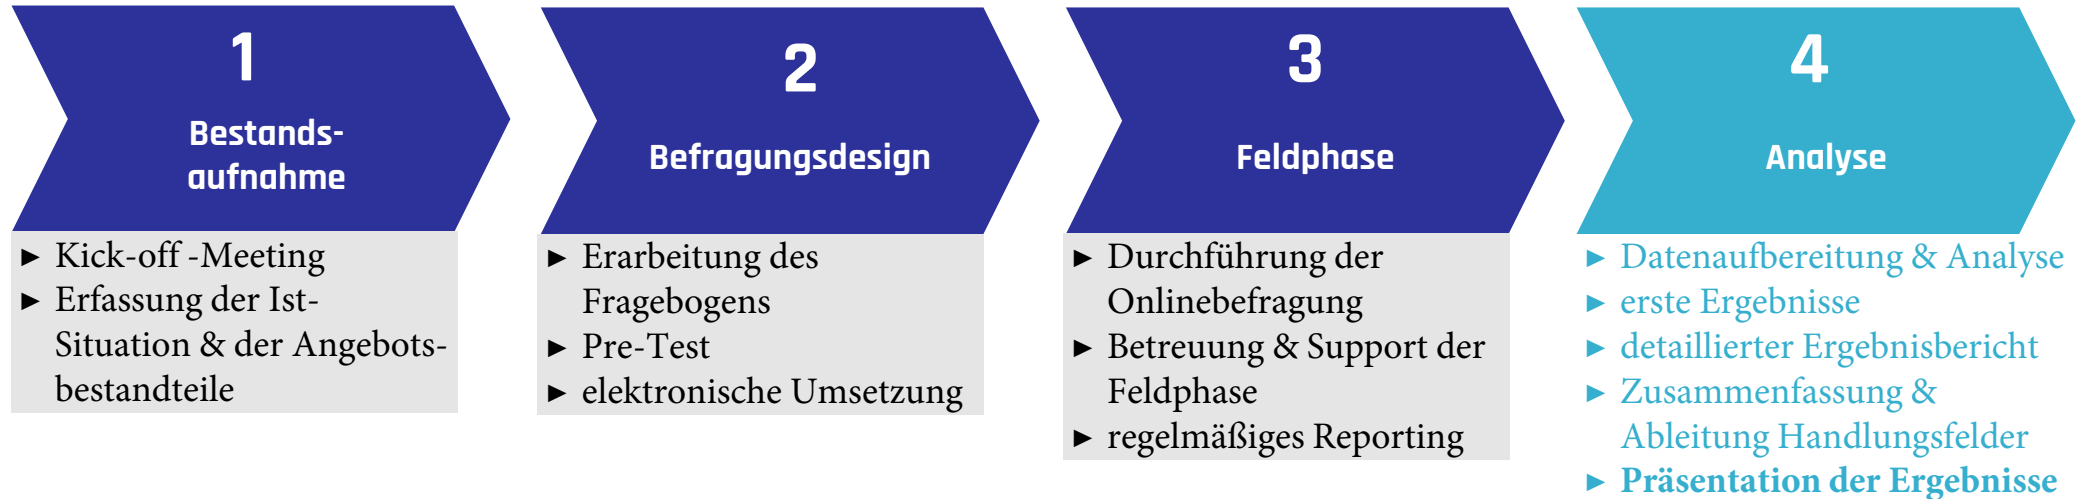 1
Bestands-
aufnahme
► Kick-off -Meeting
► Erfassung der Ist-
Situation & der Angebots-
bestandteile
2
Befragungsdesign
► Erarbeitung des
Fragebogens
► Pre-Test
► elektronische Umsetzung
3
Feldphase
► Durchführung der
Onlinebefragung
► Betreuung & Support der
Feldphase
► regelmäßiges Reporting
4
Analyse
► Datenaufbereitung & Analyse
► erste Ergebnisse
► detaillierter Ergebnisbericht
► Zusammenfassung &
Ableitung Handlungsfelder
► Präsentation der Ergebnisse